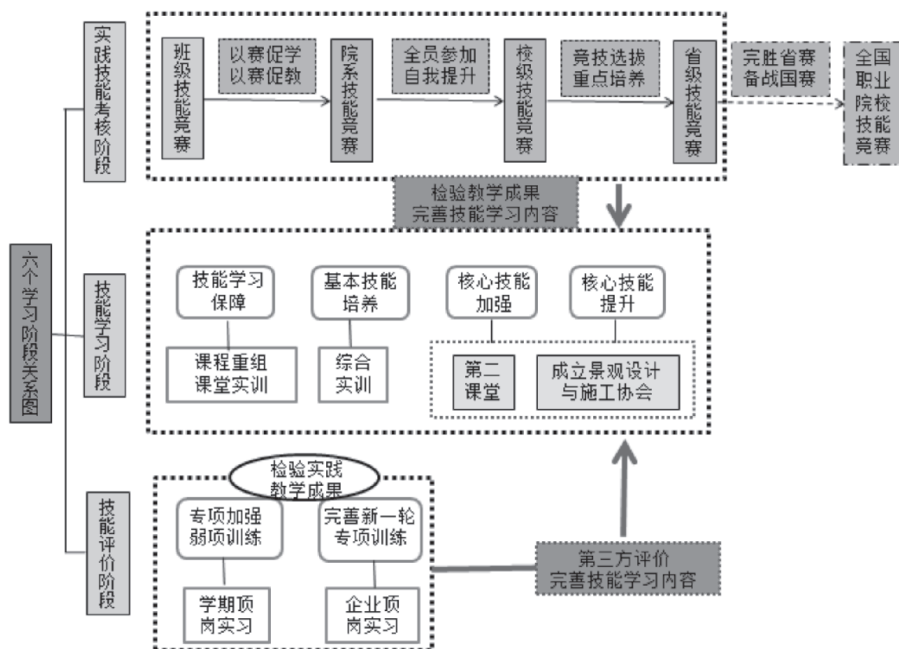 六个学习阶段关系图
实践技能考核阶段
班级技能竞赛
以赛促学
以赛促教
院系技能竞赛
全员参加
自我提升
校级技能竞赛
竞技选拔
重点培养
省级技能竞赛
完胜省赛
备战国赛
全国
职业
院校
技能
竞赛
检验教学成果
完善技能学习内容
技能学习阶段
技能学习
保障
基本技能
培养
核心技能
加强
核心技能
提升
课程重组
课堂实训
综合
实训
第二
课堂
成立景观设计
与施工协会
技能评价阶段
检验实践
教学成果
专项加强
弱项训练
完善新一轮
专项训练
学期顶
岗实习
企业顶
岗实习
第三方评价
完善技能学习内容